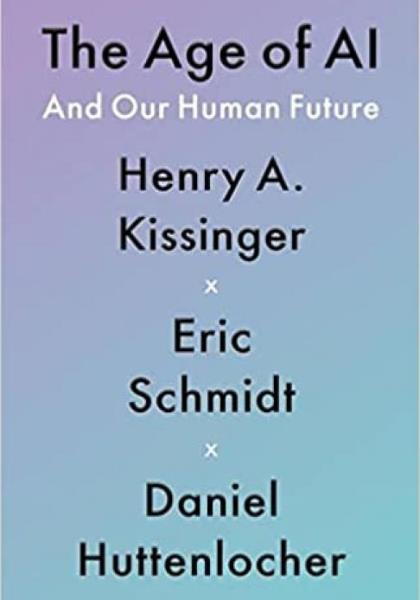 The Age of AI
And Our Human Future
Henry A.
Kissinger
x
Eric
Schmidt
x
Daniel
Huttenlocher